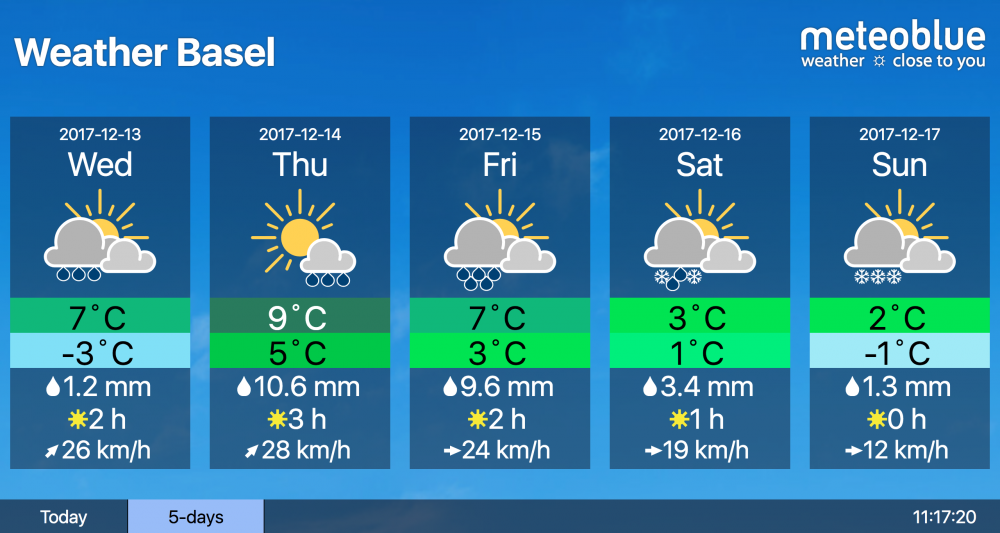 Weather Basel
meteoblue
weather close to you
2017-12-13
Wed
7°C
-3°C
1.2 mm
2 h
26 km/h
2017-12-14
Thu
9°C
5°C
10.6 mm
3 h
28 km/h
2017-12-15
Fri
7°C
3°C
9.6 mm
2 h
24 km/h
2017-12-16
Sat
3°C
1°C
3.4 mm
1 h
19 km/h
2017-12-17
Sun
2°C
-1°C
1.3 mm
0 h
12 km/h
Today
5-days
11:17:20